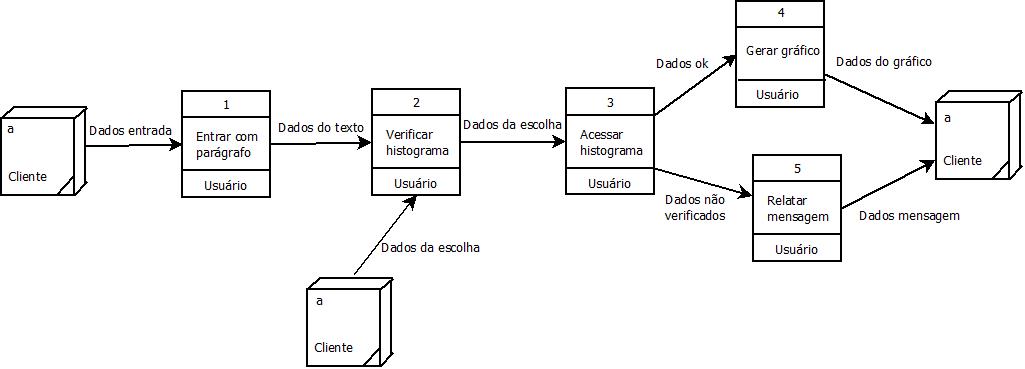 a
Cliente
Dados entrada
1
Entrar com
parágrafo
Usuário
Dados do texto
2
Verificar
histograma
Usuário
Dados da escolha
a
Cliente
Dados da escolha
3
Acessar
histograma
Usuário
Dados ok
4
Gerar gráfico
Usuário
Dados do gráfico
Dados não
verificados
5
Relatar
mensagem
Usuário
Dados mensagem
a
Cliente